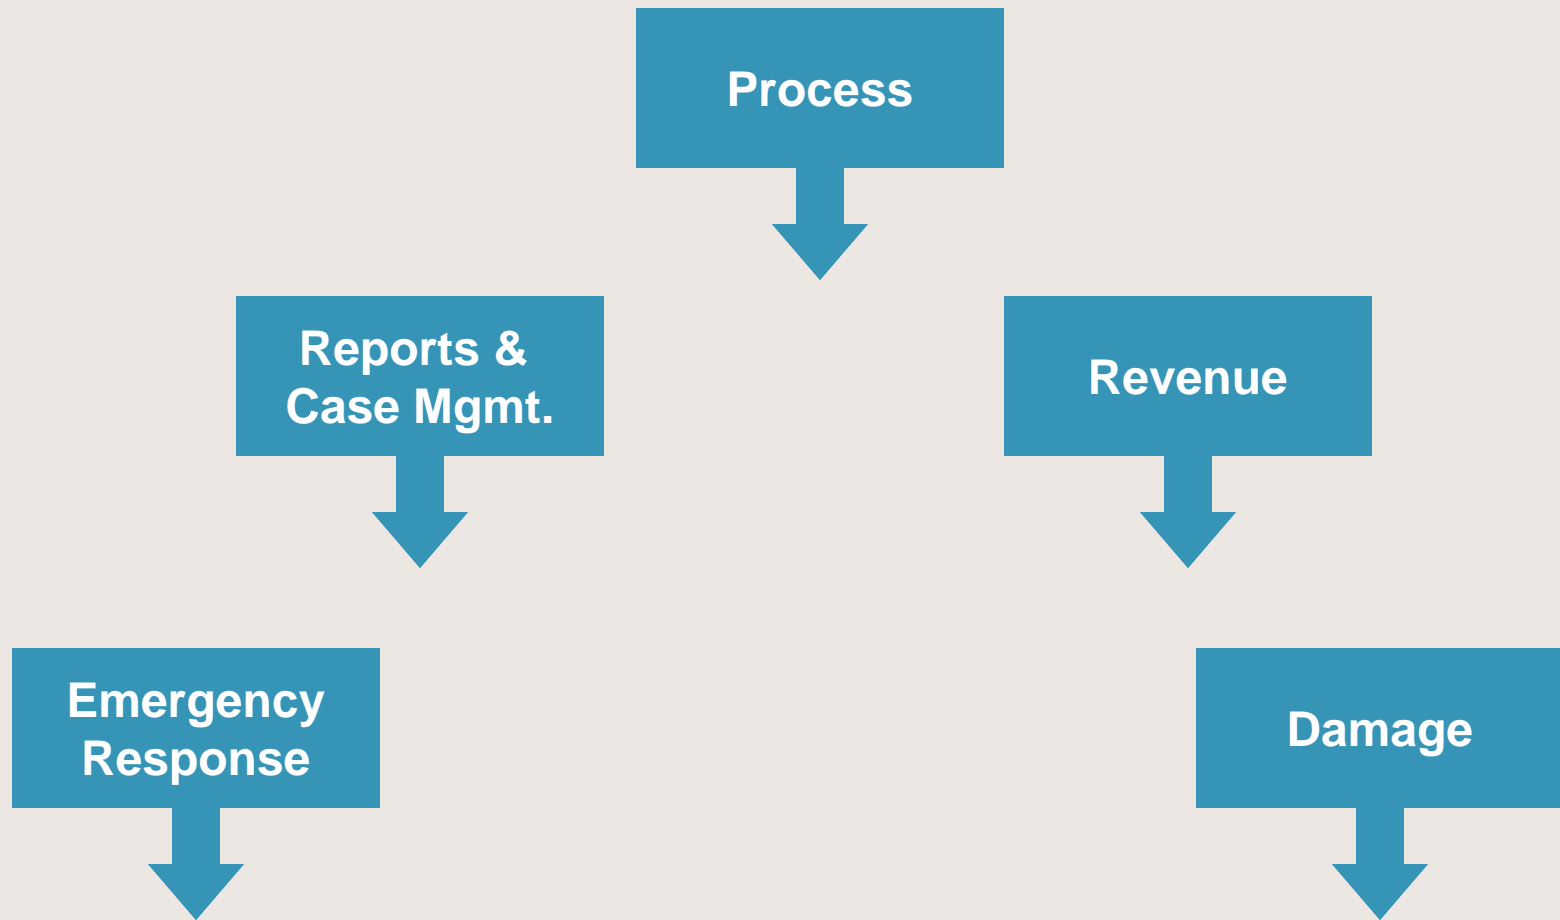 Process
Reports &
Case Mgmt.
Revenue
Emergency
Response
Damage